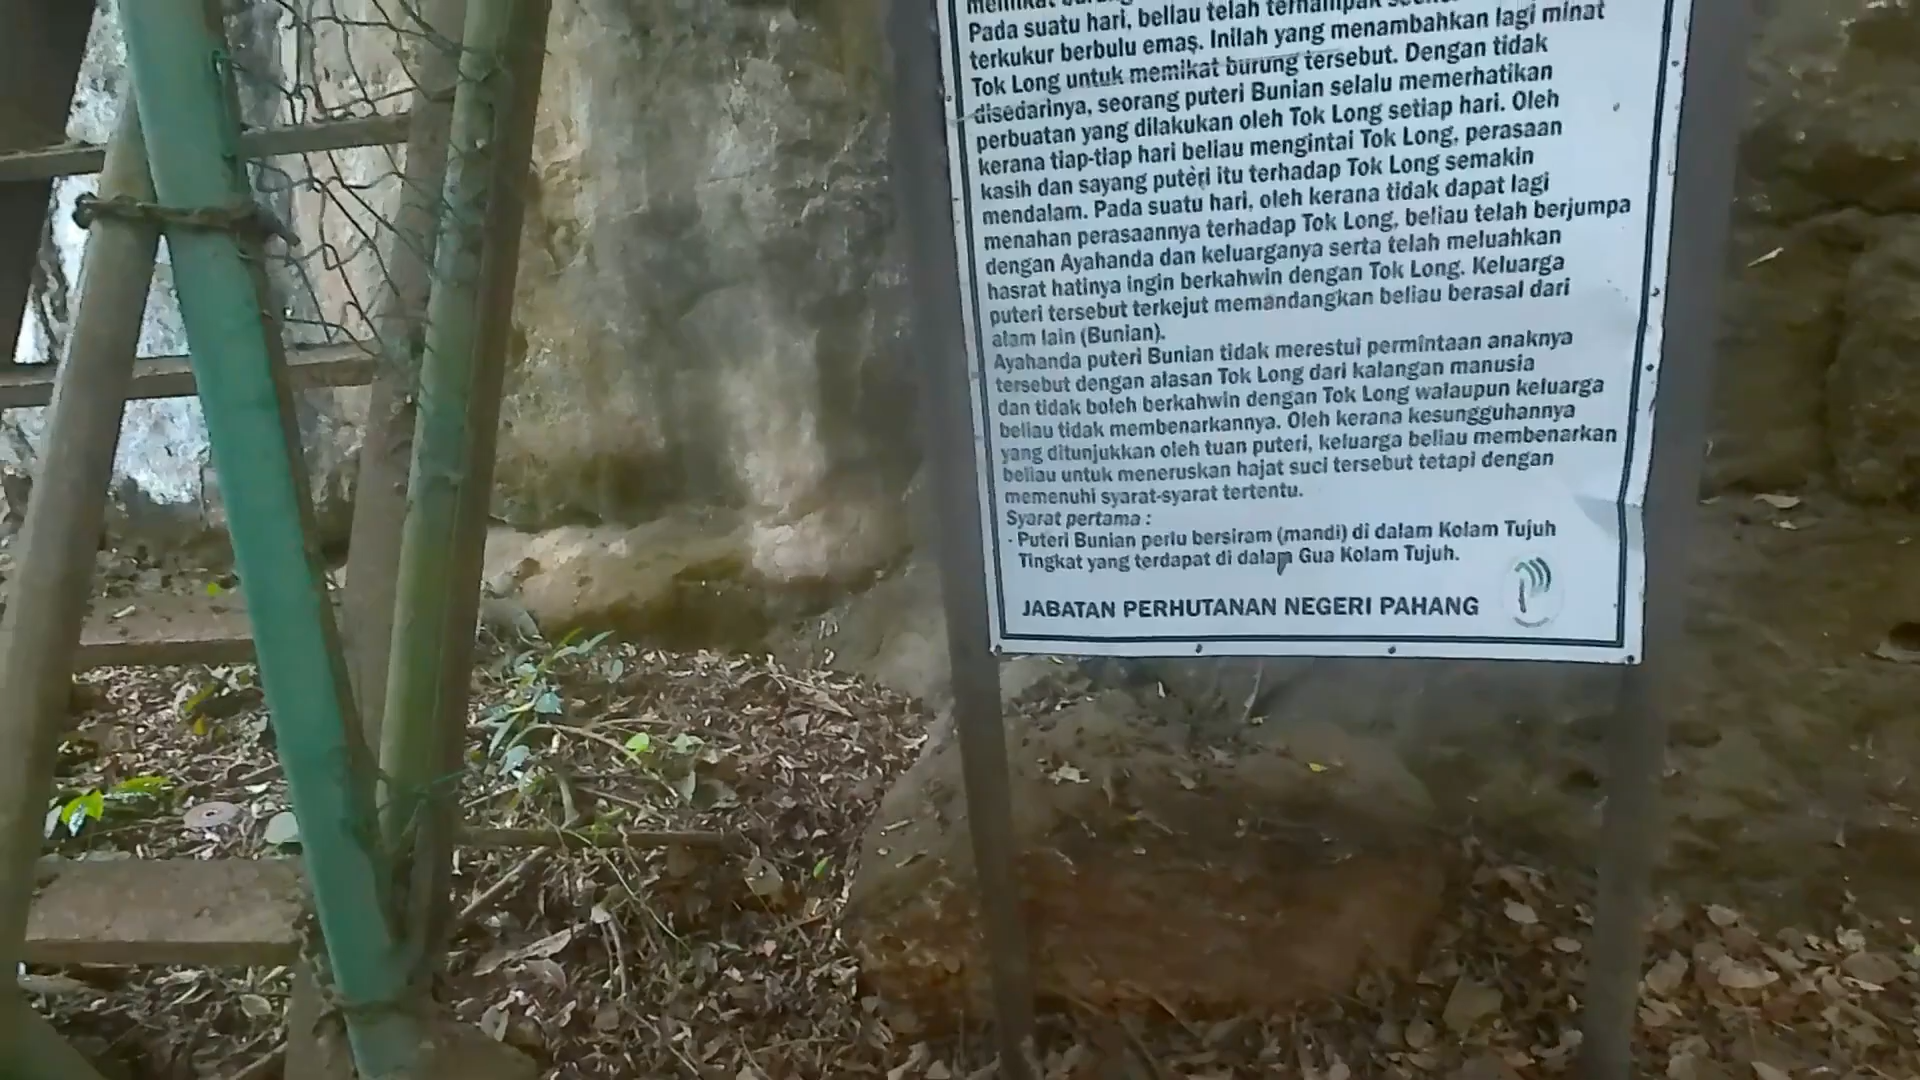 Pada suatu hari, beliau telah ternampak
terkukur berbulu emas. Inilah yang menambahkan lagi minat
Tok Long untuk memikat burung tersebut. Dengan tidak
disedarinya, seorang puteri Bunian selalu memerhatikan
perbuatan yang dilakukan oleh Tok Long setiap hari. Oleh
kerana tiap-tiap hari beliau mengintai Tok Long, perasaan
kasih dan sayang puteri itu terhadap Tok Long semakin
mendalam. Pada suatu hari, oleh kerana tidak dapat lagi
menahan perasaannya terhadap Tok Long, beliau telah berjumpa
dengan Ayahanda dan keluarganya serta telah meluahkan
hasrat hatinya ingin berkahwin dengan Tok Long. Keluarga
puteri tersebut terkejut memandangkan beliau berasal dari
alam lain (Bunian).
Ayahanda puteri Bunian tidak merestui permintaan anaknya
tersebut dengan alasan Tok Long dari kalangan manusia
dan tidak boleh berkahwin dengan Tok Long walaupun keluarga
beliau tidak membenarkannya. Oleh kerana kesungguhannya
yang ditunjukkan oleh tuan puteri, keluarga beliau membenarkan
beliau untuk meneruskan hajat suci tersebut tetapi dengan
memenuhi syarat-syarat tertentu.
Syarat pertama :
- Puteri Bunian perlu bersiram (mandi) di dalam Kolam Tujuh
Tingkat yang terdapat di dalam Gua Kolam Tujuh.
JABATAN PERHUTANAN NEGERI PAHANG